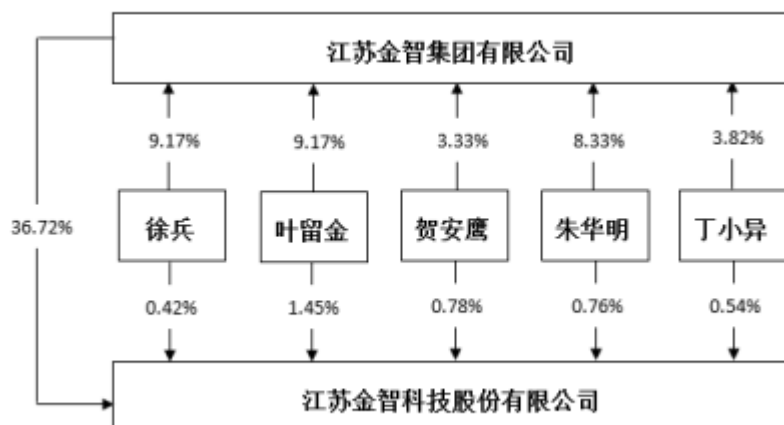 江苏金智集团有限公司
9.17%
9.17%
3.33%
8.33%
3.82%
36.72%
徐兵
叶留金
贺安鹰
朱华明
丁小异
0.42%
1.45%
0.78%
0.76%
0.54%
江苏金智科技股份有限公司